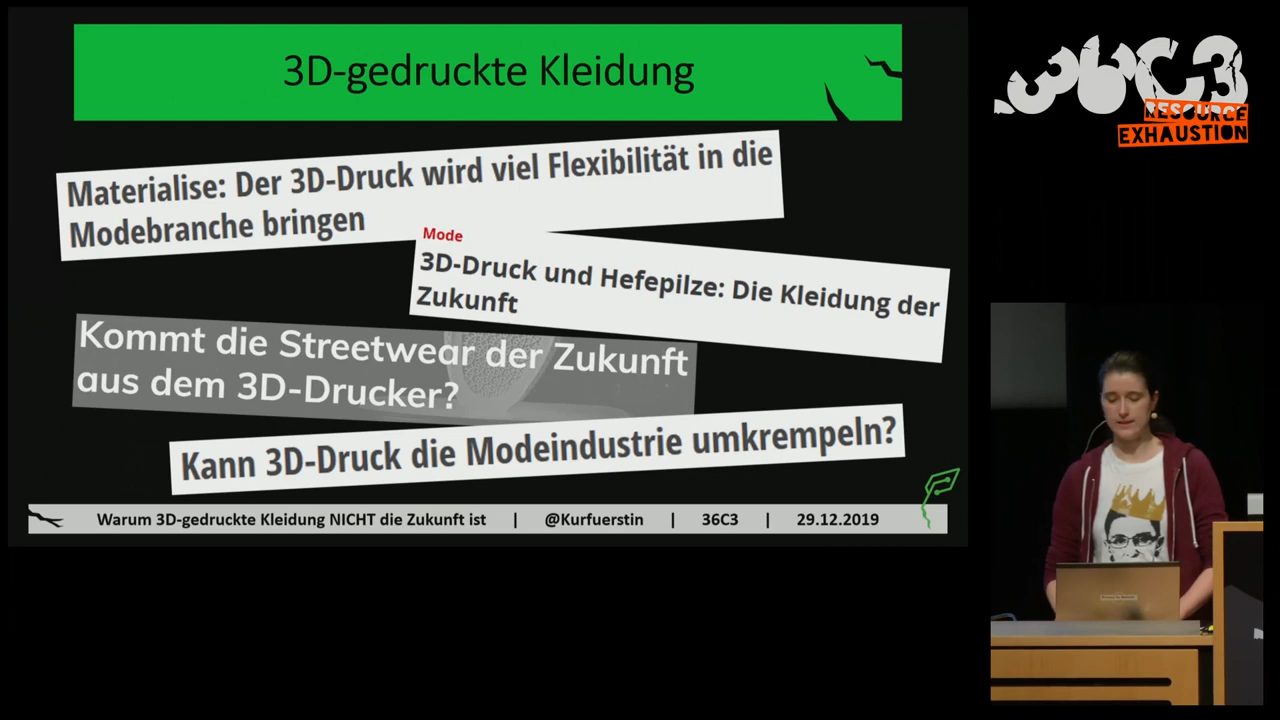 3D-gedruckte Kleidung
Materialise: Der 3D-Druck wird viel Flexibilität in die
Modebranche bringen
Mode
3D-Druck und Hefepilze: Die Kleidung der
Zukunft
Kommt die Streetwear der Zukunft
aus dem 3D-Drucker?
Kann 3D-Druck die Modeindustrie umkrempeln?
Warum 3D-gedruckte Kleidung NICHT die Zukunft ist | @Kurfuerstin | 36C3 | 29.12.2019
36C3
RESOURCE
EXHAUSTION